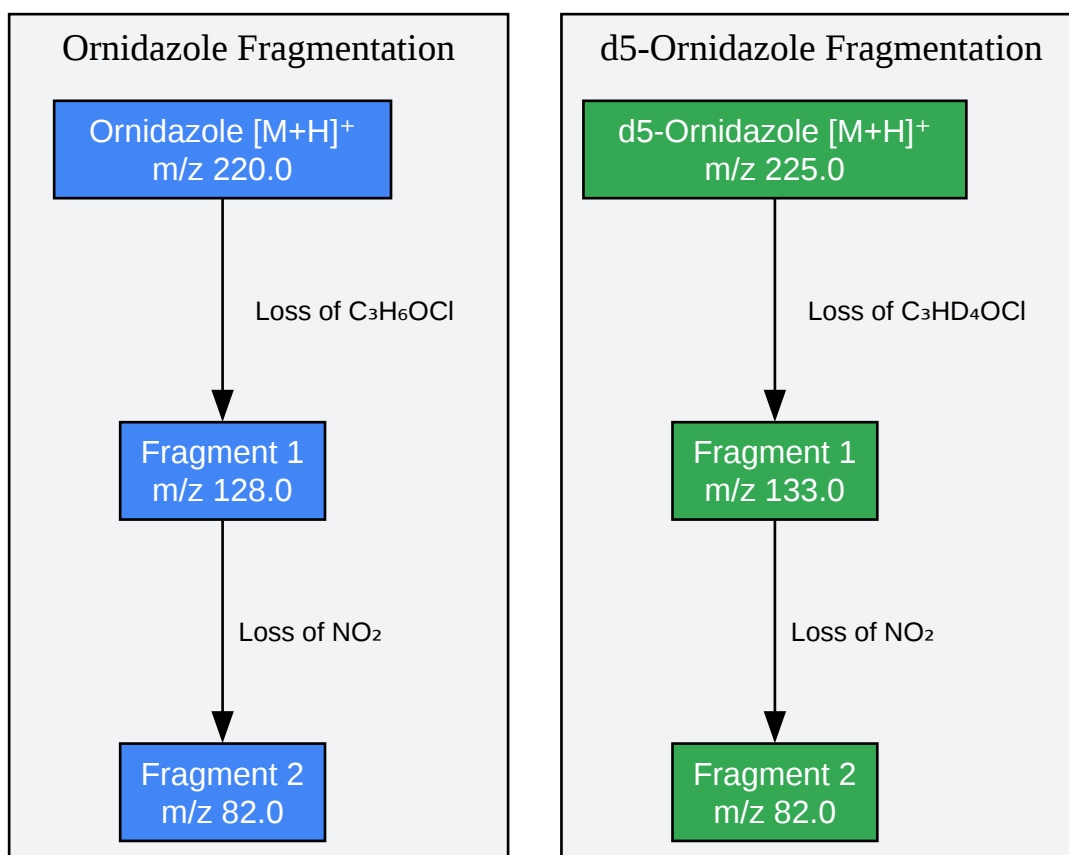 Ornidazole Fragmentation
Ornidazole [M+H]⁺
m/z 220.0
Loss of C₃H₆OCl
Fragment 1
m/z 128.0
Loss of NO₂
Fragment 2
m/z 82.0
d5-Ornidazole Fragmentation
d5-Ornidazole [M+H]⁺
m/z 225.0
Loss of C₃HD₄OCl
Fragment 1
m/z 133.0
Loss of NO₂
Fragment 2
m/z 82.0